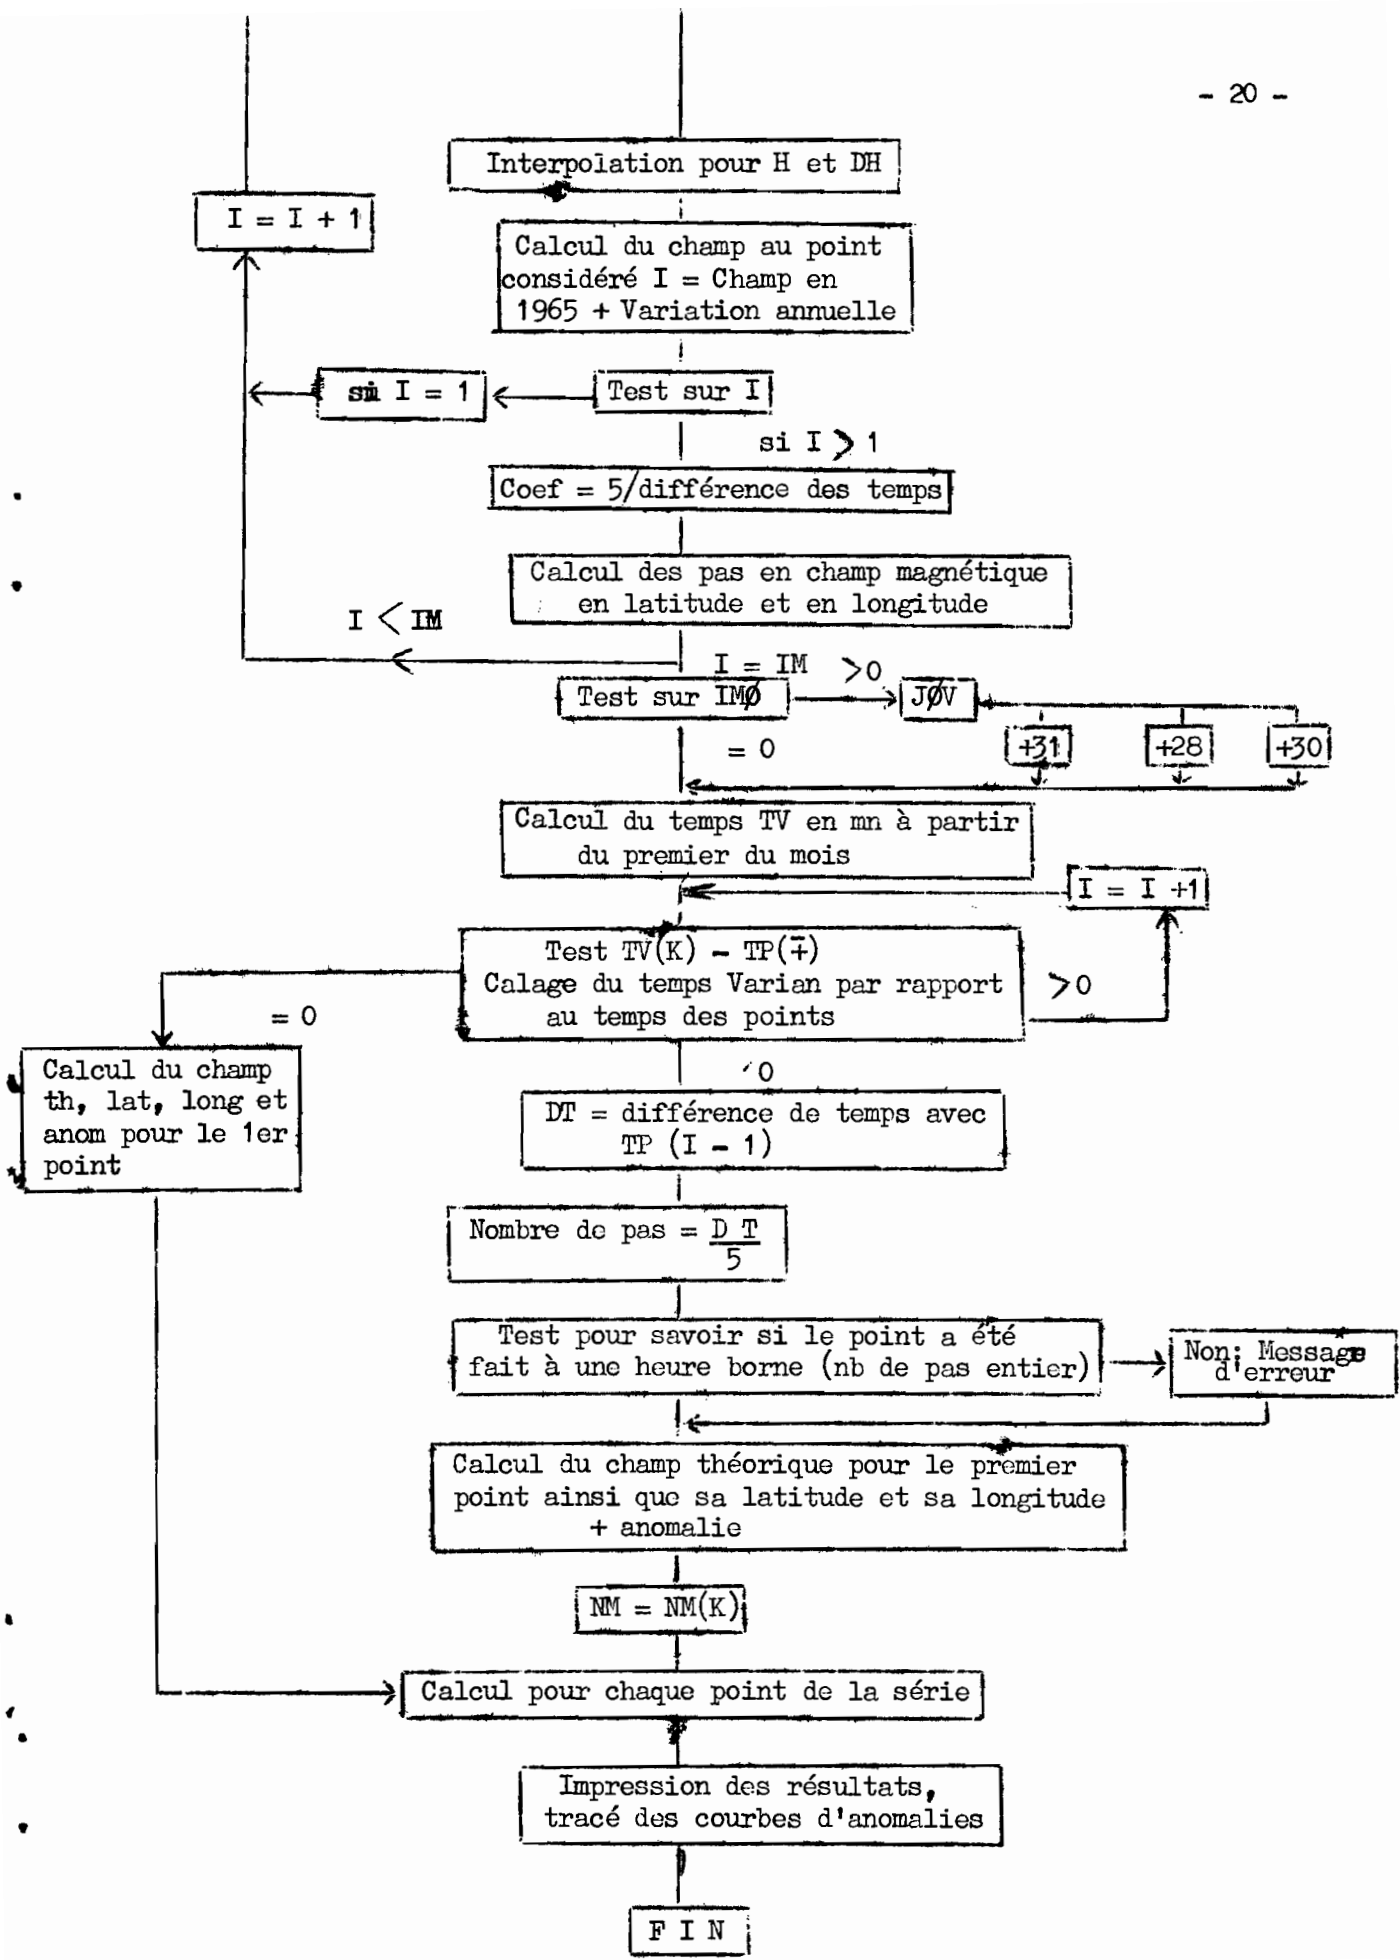 - 20 -
Interpolation pour H et DH
I = I + 1
Calcul du champ au point
considéré I = Champ en
1965 + Variation annuelle
si I = 1
Test sur I
si I > 1
Coef = 5/différence des temps
Calcul des pas en champ magnétique
en latitude et en longitude
I < IM
I = IM >0
Test sur IMØ
JØV
= 0
+31
+28
+30
Calcul du temps TV en mn à partir
du premier du mois
I = I +1
Test TV(K) - TP(
Calage du temps Varian par rapport
au temps des points
>0
= 0
0
Calcul du champ
th, lat, long et
anom pour le 1er
point
DT = différence de temps avec
TP (I - 1)
Nombre de pas = D T
5
Test pour savoir si le point a été
fait à une heure borne (nb de pas entier)
Non: Message
d'erreur
Calcul du champ théorique pour le premier
point ainsi que sa latitude et sa longitude
+ anomalie
NM = NM(K)
Calcul pour chaque point de la série
Impression des résultats,
tracé des courbes d'anomalies
F I N